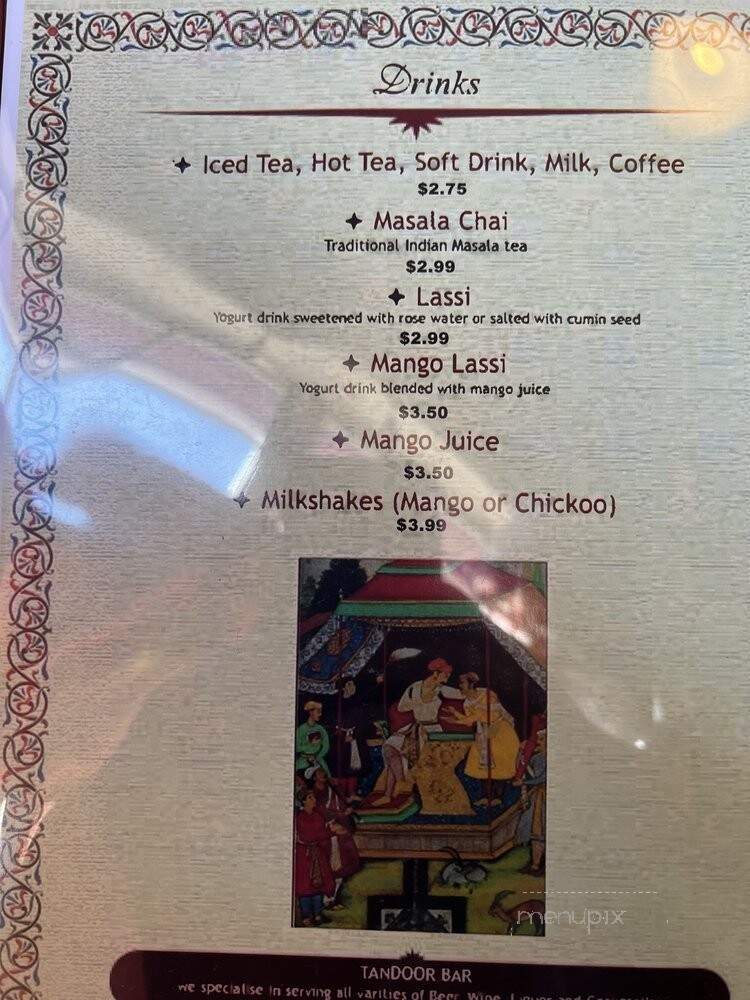 Drinks
✦ Iced Tea, Hot Tea, Soft Drink, Milk, Coffee
$2.75
✦ Masala Chai
Traditional Indian Masala tea
$2.99
✦ Lassi
Yogurt drink sweetened with rose water or salted with cumin seed
$2.99
✦ Mango Lassi
Yogurt drink blended with mango juice
$3.50
✦ Mango Juice
$3.50
✦ Milkshakes (Mango or Chickoo)
$3.99
menupix
TANDOOR BAR
we specialise in serving all varities of Beer, Wine, Liquor and